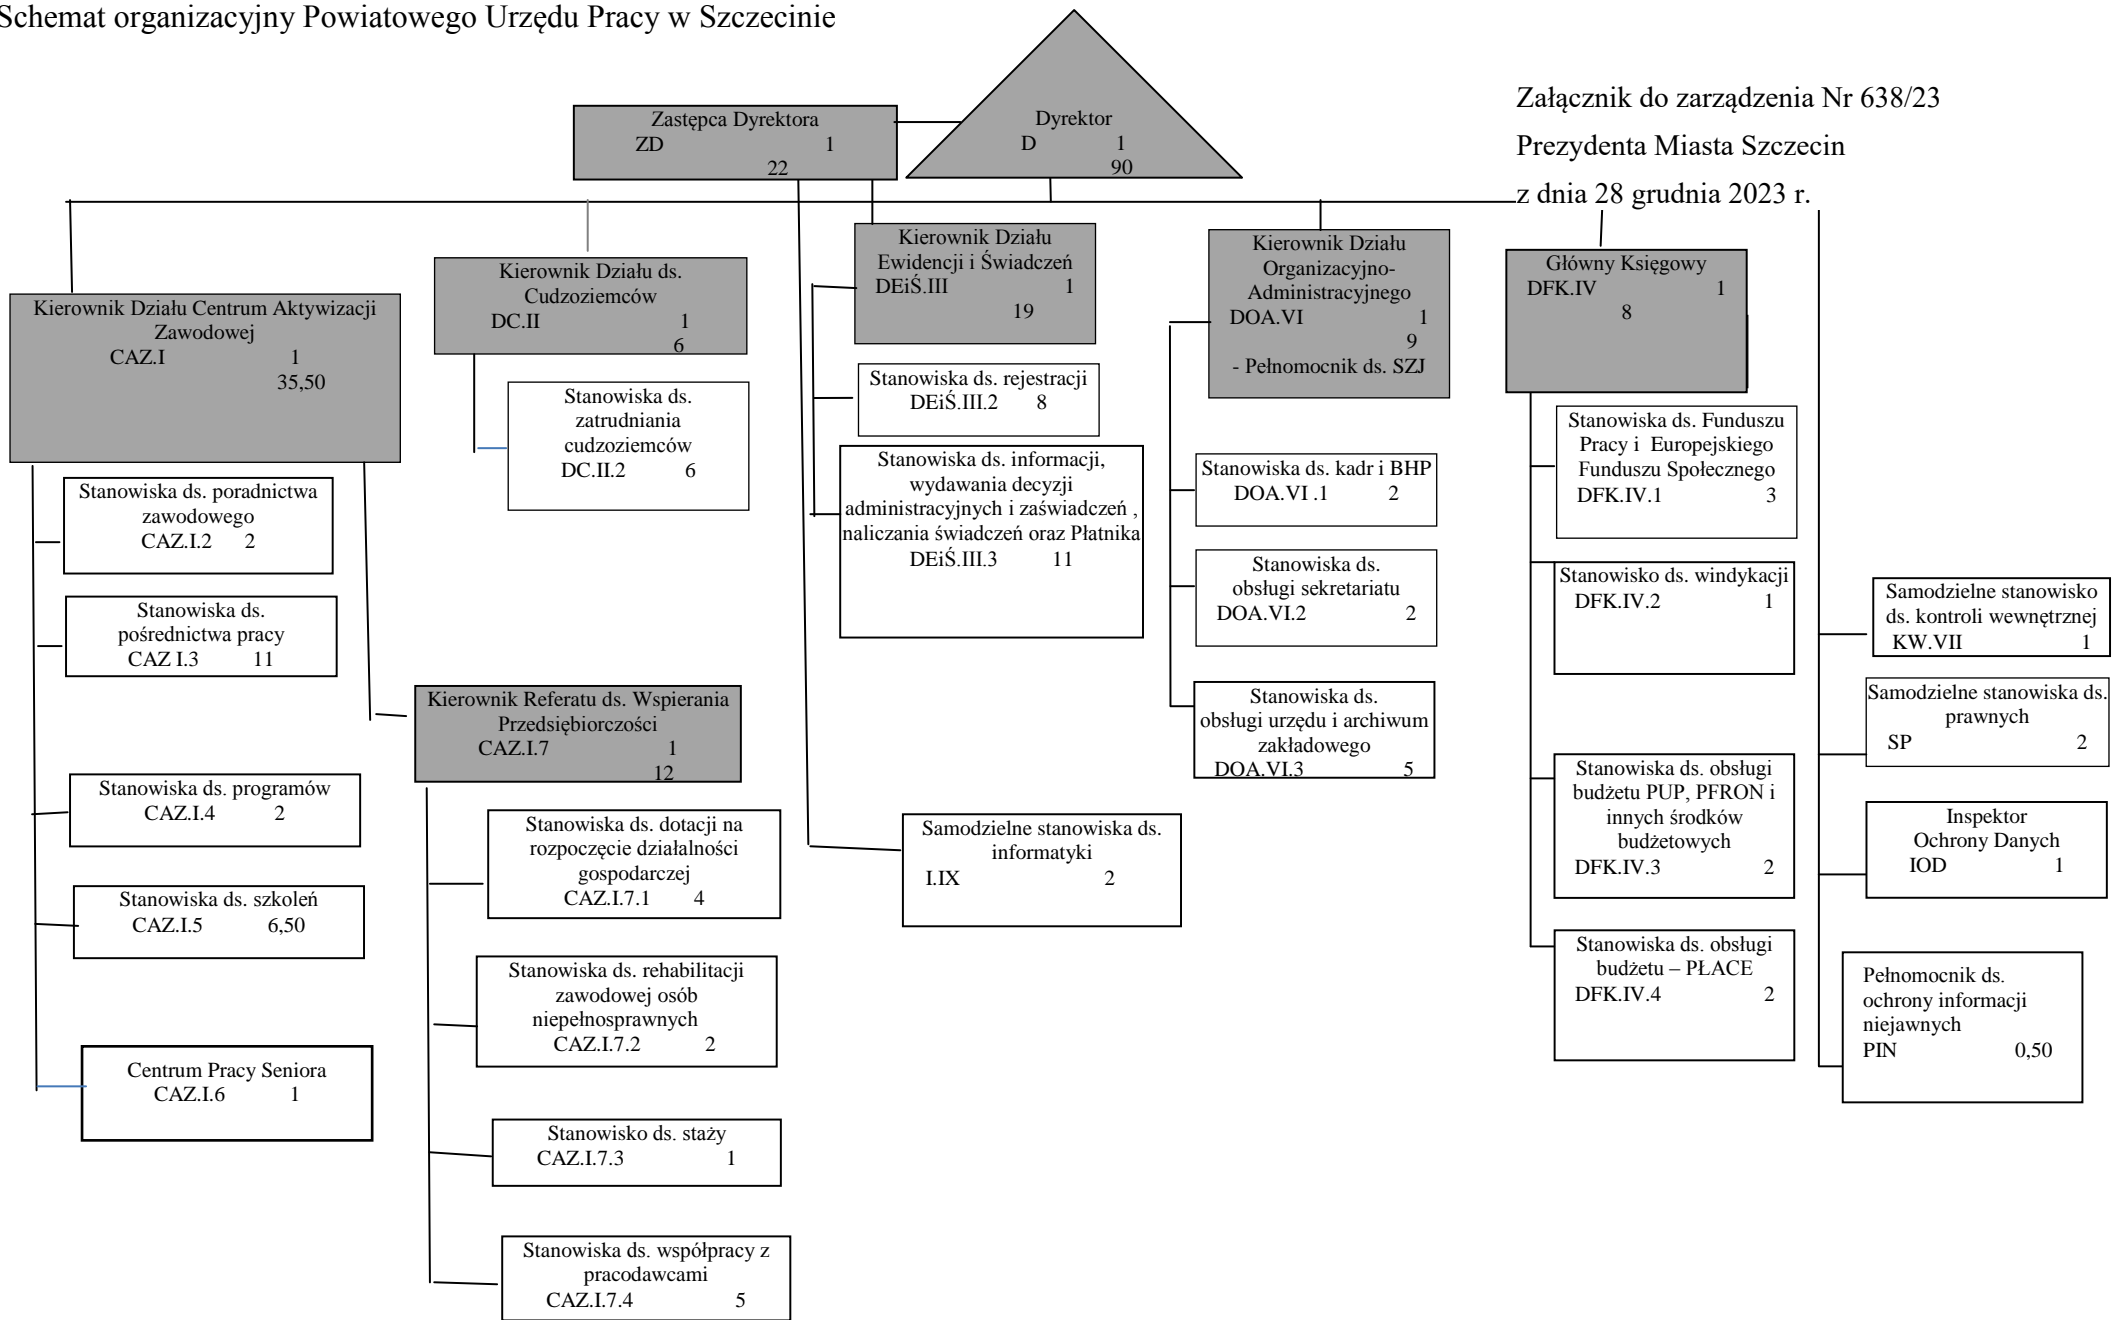 Schemat organizacyjny Powiatowego Urzędu Pracy w Szczecinie
Załącznik do zarządzenia Nr 638/23
Prezydenta Miasta Szczecin
z dnia 28 grudnia 2023 r.
Dyrektor
D 1
90
Zastępca Dyrektora
ZD 1
22
Kierownik Działu Centrum Aktywizacji
Zawodowej
CAZ.I 1
35,50
Stanowiska ds. poradnictwa
zawodowego
CAZ.I.2 2
Stanowiska ds.
pośrednictwa pracy
CAZ I.3 11
Stanowiska ds. programów
CAZ.I.4 2
Stanowiska ds. szkoleń
CAZ.I.5 6,50
Centrum Pracy Seniora
CAZ.I.6 1
Kierownik Referatu ds. Wspierania
Przedsiębiorczości
CAZ.I.7 1
12
Stanowiska ds. dotacji na
rozpoczęcie działalności
gospodarczej
CAZ.I.7.1 4
Stanowiska ds. rehabilitacji
zawodowej osób
niepełnosprawnych
CAZ.I.7.2 2
Stanowisko ds. staży
CAZ.I.7.3 1
Stanowiska ds. współpracy z
pracodawcami
CAZ.I.7.4 5
Kierownik Działu ds.
Cudzoziemców
DC.II 1
6
Stanowiska ds.
zatrudniania
cudzoziemców
DC.II.2 6
Kierownik Działu
Ewidencji i Świadczeń
DEiŚ.III 1
19
Stanowiska ds. rejestracji
DEiŚ.III.2 8
Stanowiska ds. informacji,
wydawania decyzji
administracyjnych i zaświadczeń ,
naliczania świadczeń oraz Płatnika
DEiŚ.III.3 11
Samodzielne stanowiska ds.
informatyki
I.IX 2
Kierownik Działu
Organizacyjno-
Administracyjnego
DOA.VI 1
9
- Pełnomocnik ds. SZJ
Stanowiska ds. kadr i BHP
DOA.VI .1 2
Stanowiska ds.
obsługi sekretariatu
DOA.VI.2 2
Stanowiska ds.
obsługi urzędu i archiwum
zakładowego
DOA.VI.3 5
Główny Księgowy
DFK.IV 1
8
Stanowiska ds. Funduszu
Pracy i Europejskiego
Funduszu Społecznego
DFK.IV.1 3
Stanowisko ds. windykacji
DFK.IV.2 1
Stanowiska ds. obsługi
budżetu PUP, PFRON i
innych środków
budżetowych
DFK.IV.3 2
Stanowiska ds. obsługi
budżetu – PŁACE
DFK.IV.4 2
Samodzielne stanowisko
ds. kontroli wewnętrznej
KW.VII 1
Samodzielne stanowiska ds.
prawnych
SP 2
Inspektor
Ochrony Danych
IOD 1
Pełnomocnik ds.
ochrony informacji
niejawnych
PIN 0,50